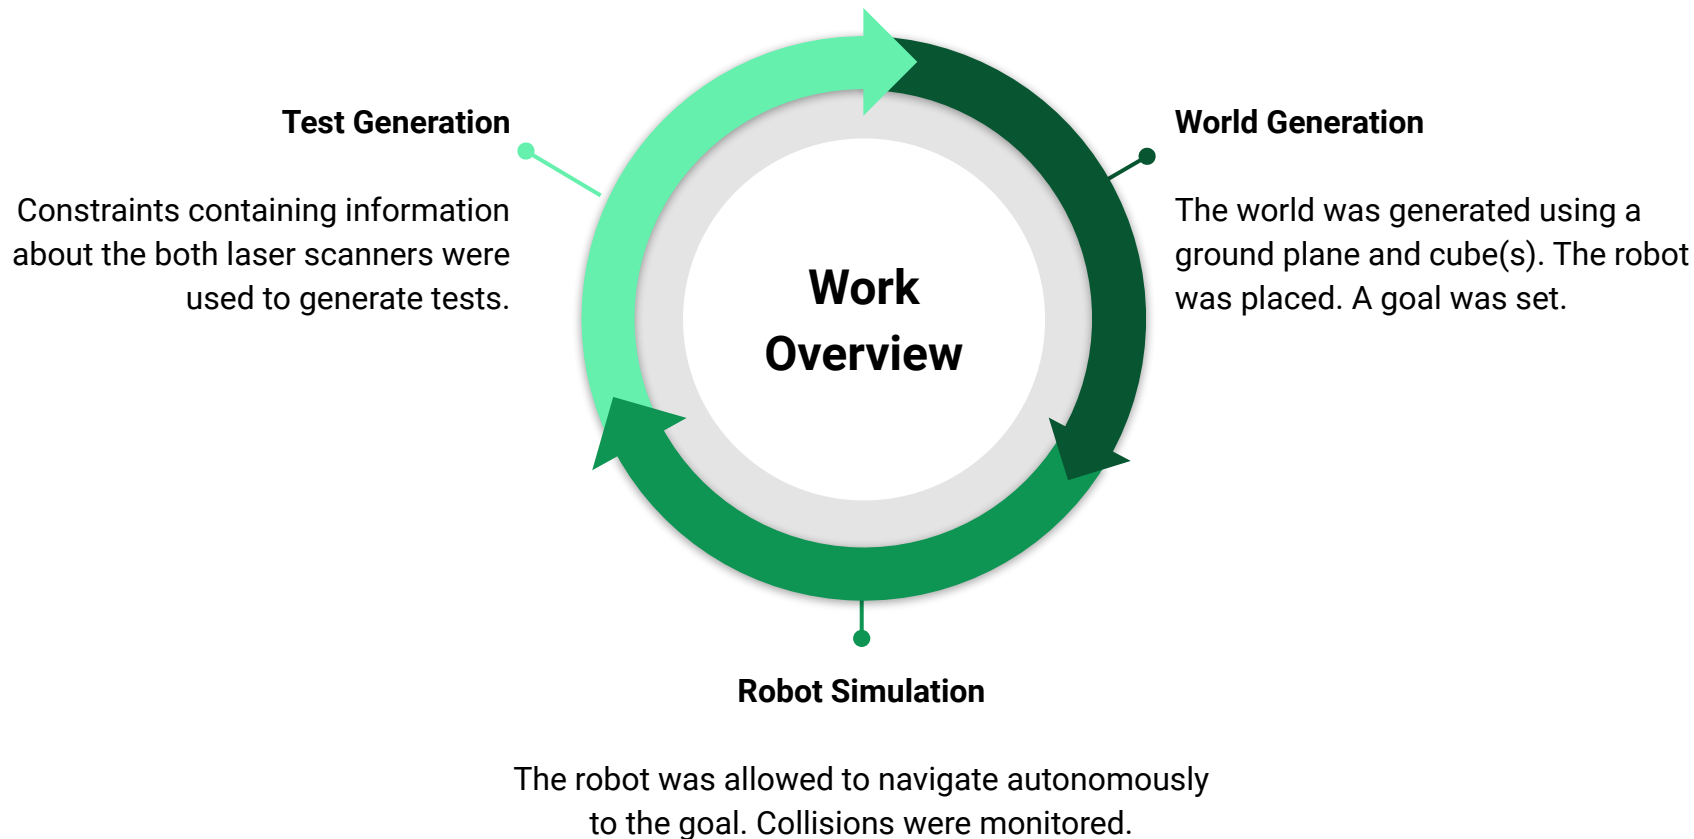 Test Generation
Constraints containing information
about the both laser scanners were
used to generate tests.
Work
Overview
World Generation
The world was generated using a
ground plane and cube(s). The robot
was placed. A goal was set.
Robot Simulation
The robot was allowed to navigate autonomously
to the goal. Collisions were monitored.